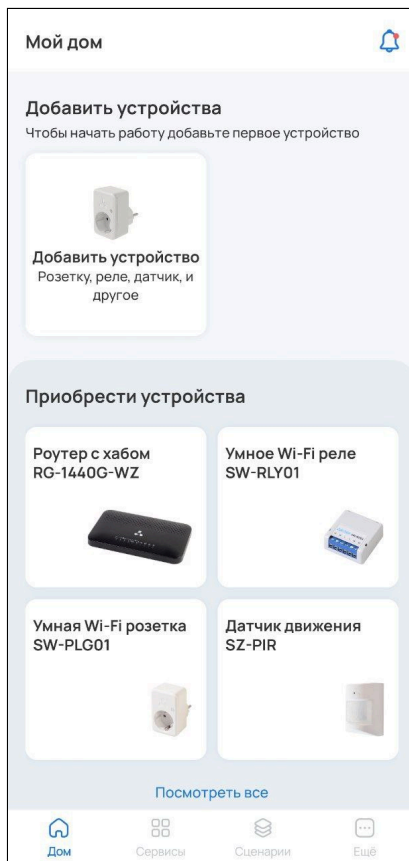 Мой дом
Добавить устройства
Чтобы начать работу добавьте первое устройство
Добавить устройство
Розетку, реле, датчик, и
другое
Приобрести устройства
Роутер с хабом
RG-1440G-WZ
Умное Wi-Fi реле
SW-RLY01
Умная Wi-Fi розетка
SW-PLG01
Датчик движения
SZ-PIR
Посмотреть все
Дом
Сервисы
Сценарии
Ещё